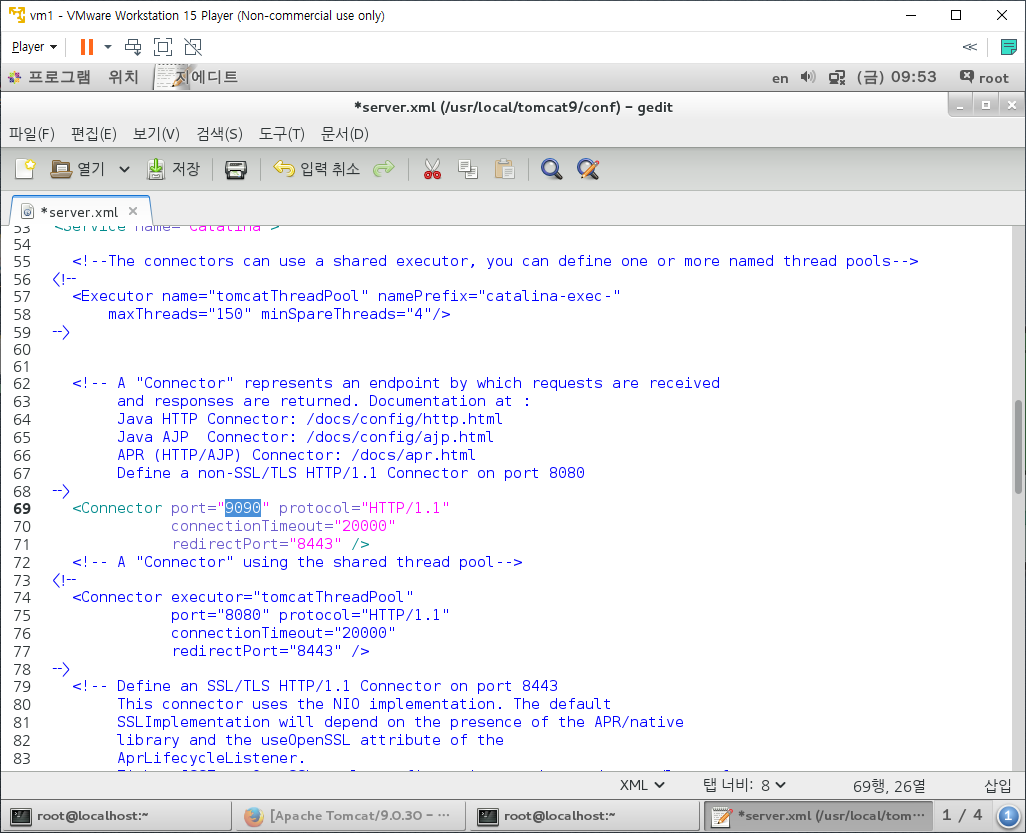 vm1 - VMware Workstation 15 Player (Non-commercial use only)
Player
프로그램 위치 지에디트 en (금) 09:53 root
*server.xml (/usr/local/tomcat9/conf) - gedit
파일(F) 편집(E) 보기(V) 검색(S) 도구(T) 문서(D)
열기 저장 입력 취소
*server.xml
53 <Service name="Catalina">
54
55 <!--The connectors can use a shared executor, you can define one or more named thread pools-->
56 <!--
57 <Executor name="tomcatThreadPool" namePrefix="catalina-exec-"
58 maxThreads="150" minSpareThreads="4"/>
59 -->
60
61
62 <!-- A "Connector" represents an endpoint by which requests are received
63 and responses are returned. Documentation at :
64 Java HTTP Connector: /docs/config/http.html
65 Java AJP  Connector: /docs/config/ajp.html
66 APR (HTTP/AJP) Connector: /docs/apr.html
67 Define a non-SSL/TLS HTTP/1.1 Connector on port 8080
68 -->
69 <Connector port="9090" protocol="HTTP/1.1"
70 connectionTimeout="20000"
71 redirectPort="8443" />
72 <!-- A "Connector" using the shared thread pool-->
73 <!--
74 <Connector executor="tomcatThreadPool"
75 port="8080" protocol="HTTP/1.1"
76 connectionTimeout="20000"
77 redirectPort="8443" />
78 -->
79 <!-- Define an SSL/TLS HTTP/1.1 Connector on port 8443
80 This connector uses the NIO implementation. The default
81 SSLImplementation will depend on the presence of the APR/native
82 library and the useOpenSSL attribute of the
83 AprLifecycleListener.
XML 탭 너비: 8 69행, 26열 삽입
root@localhost:~ [Apache Tomcat/9.0.30 - ... root@localhost:~ *server.xml (/usr/local/tom... 1 / 4 1